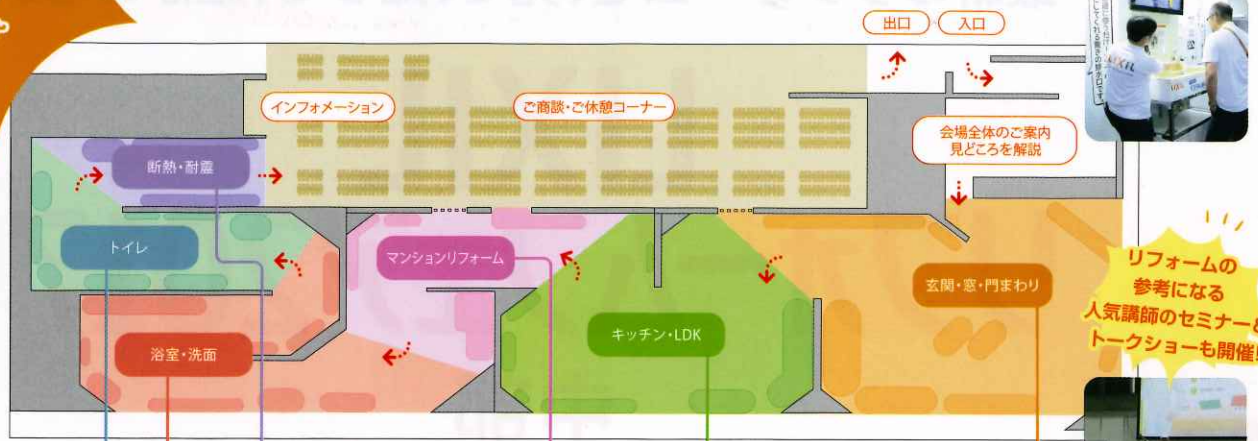 出口
入口
インフォメーション
ご商談・ご休憩コーナー
会場全体のご案内
見どころを解説
断熱・耐震
トイレ
マンションリフォーム
玄関・窓・門まわり
キッチン・LDK
浴室・洗面
リフォームの
参考になる
人気講師のセミナー
トークショーも開催!